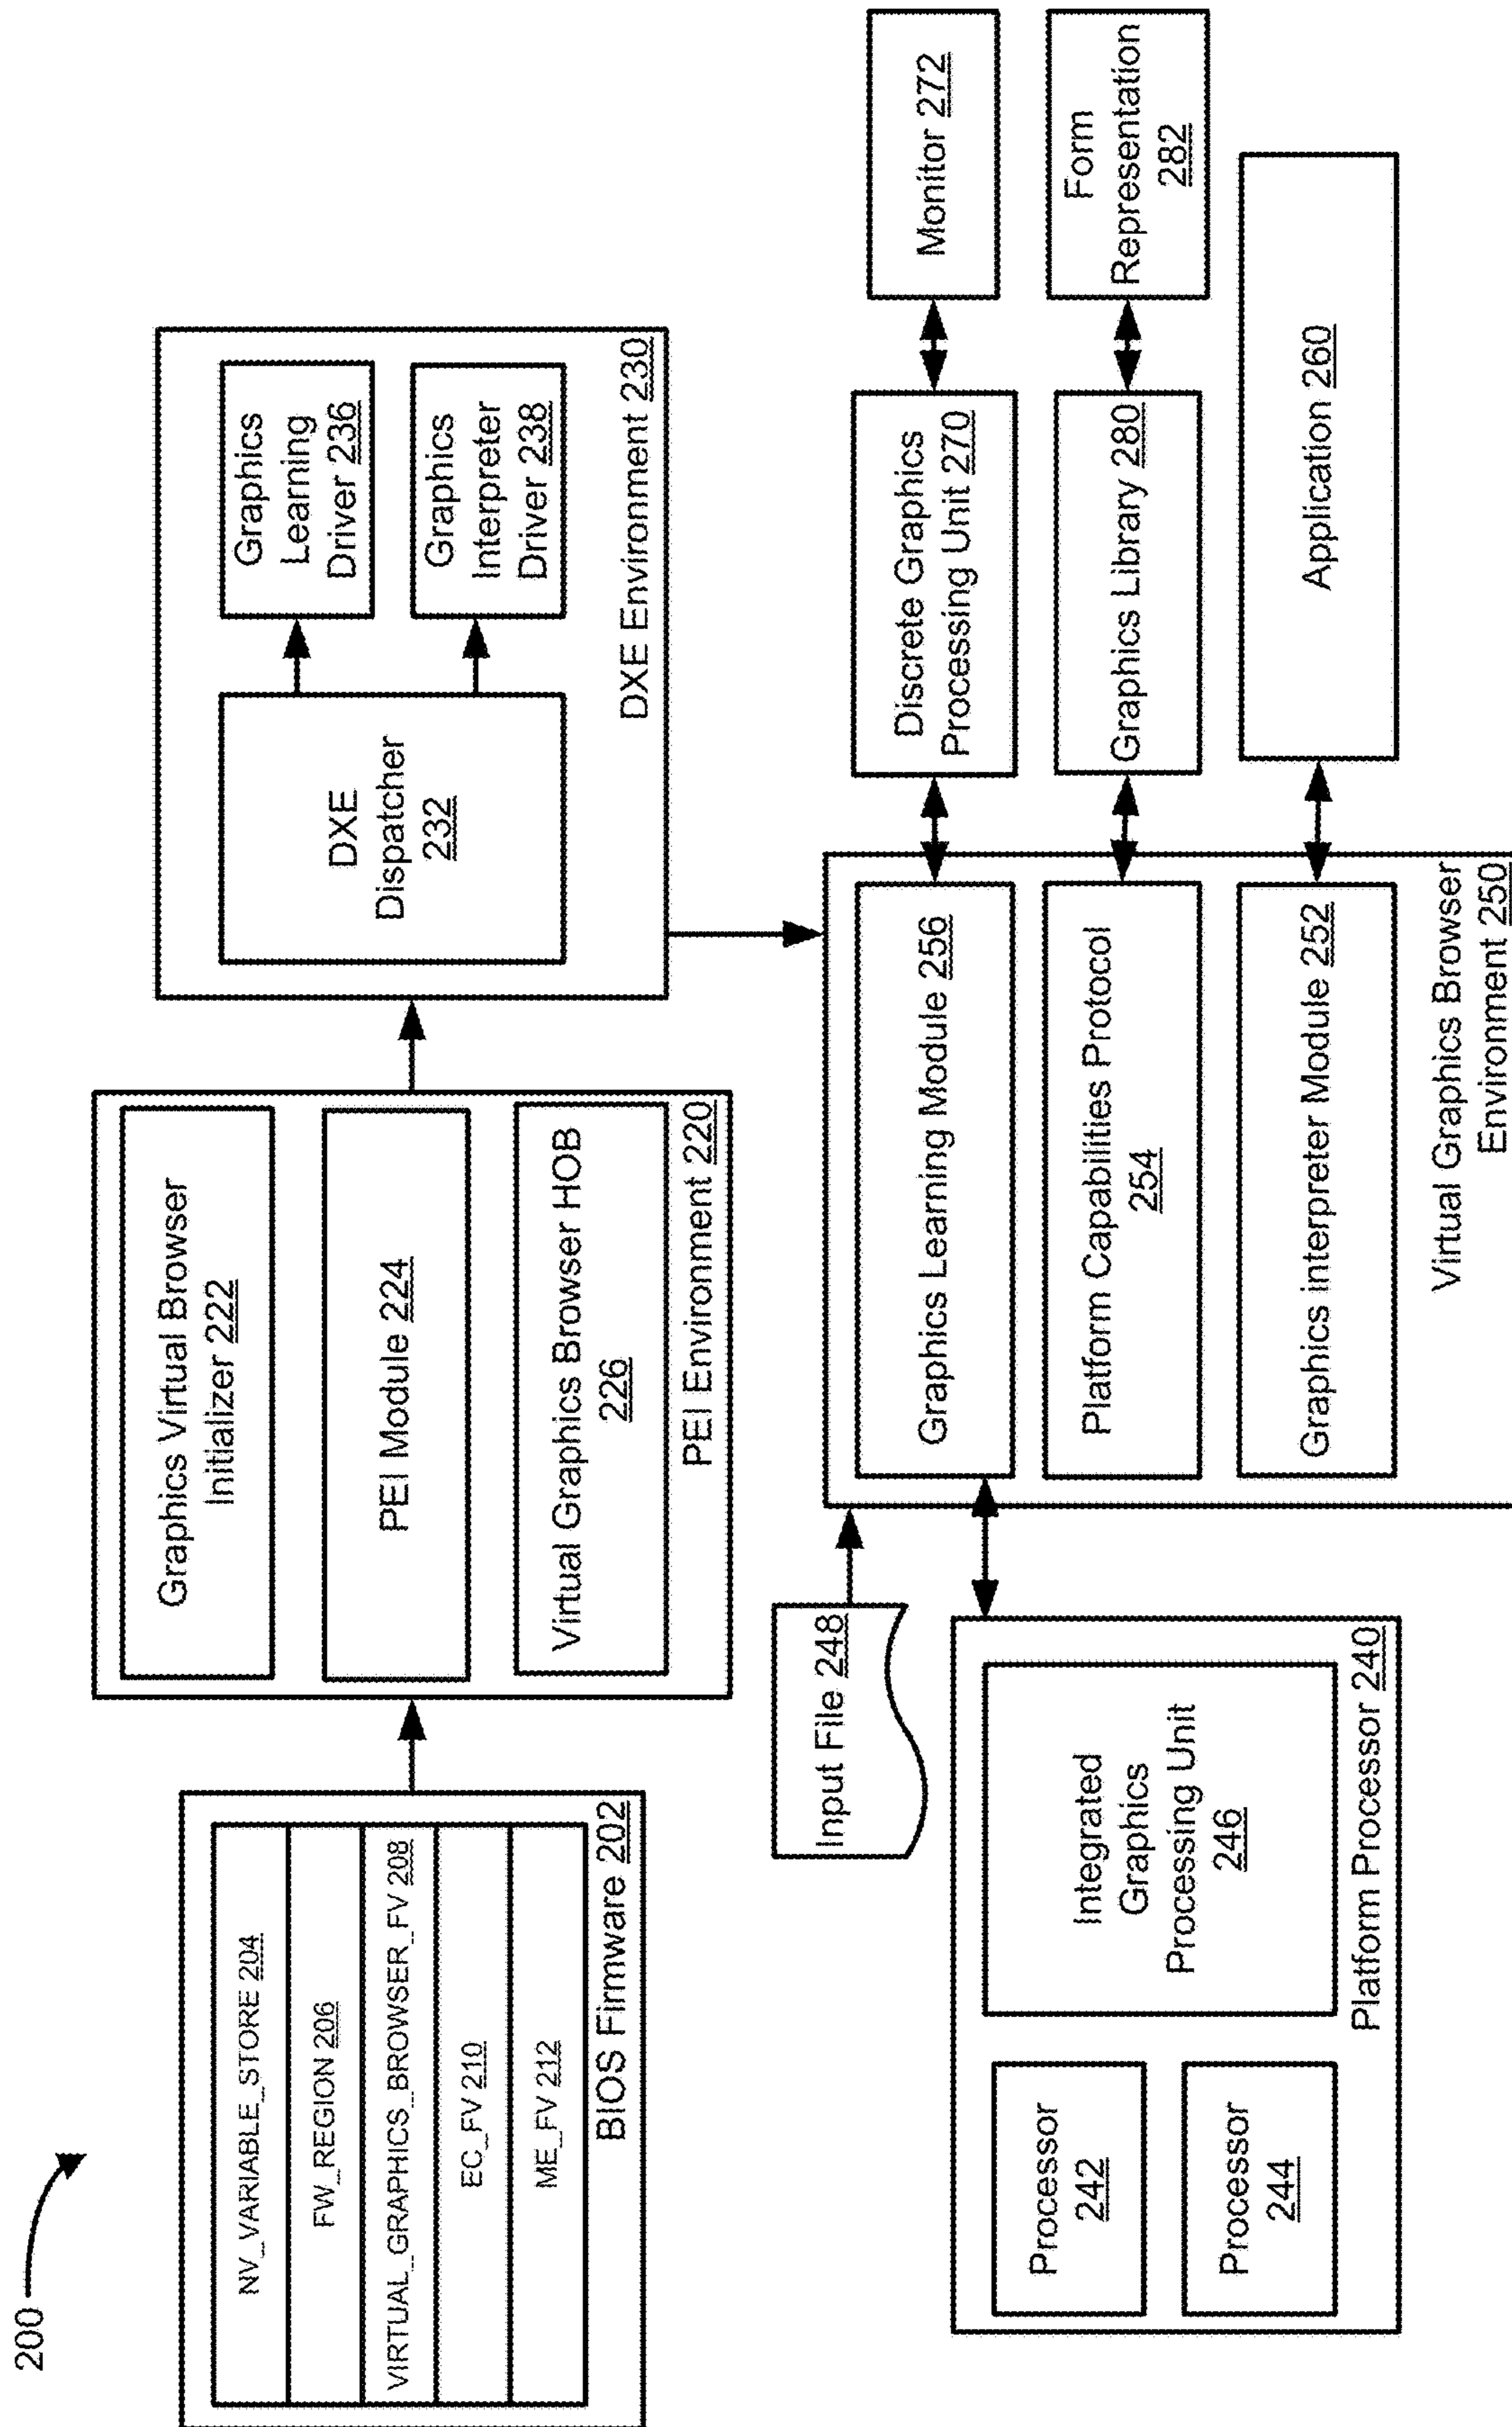 200
NV_VARIABLE_STORE 204
FW_REGION 206
VIRTUAL_GRAPHICS_BROWSER_FV 208
EC_FV 210
ME_FV 212
BIOS Firmware 202
Graphics Virtual Browser
Initializer 222
PEI Module 224
Virtual Graphics Browser HOB
226
PEI Environment 220
DXE
Dispatcher
232
Graphics
Learning
Driver 236
Graphics
Interpreter
Driver 238
DXE Environment 230
Input File 248
Processor
242
Processor
244
Integrated
Graphics
Processing Unit
246
Platform Processor 240
Graphics Learning Module 256
Platform Capabilities Protocol
254
Graphics interpreter Module 252
Virtual Graphics Browser
Environment 250
Discrete Graphics
Processing Unit 270
Monitor 272
Graphics Library 280
Form
Representation
282
Application 260